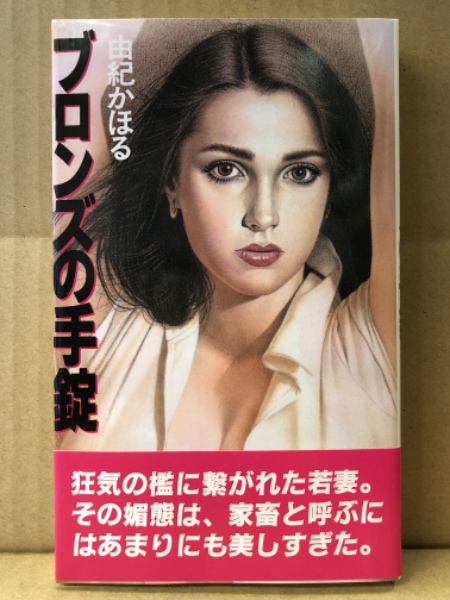 ブロンズの手錠
由紀かほる
狂気の檻に繋がれた若妻。
その媚態は、家畜と呼ぶに
はあまりにも美しすぎた。